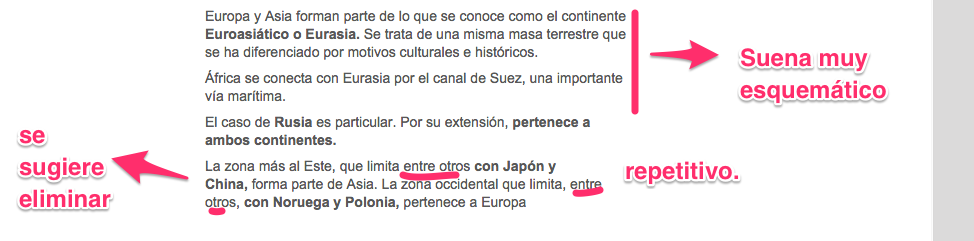 Europa y Asia forman parte de lo que se conoce como el continente
Euroasiático o Eurasia. Se trata de una misma masa terrestre que
se ha diferenciado por motivos culturales e históricos.
África se conecta con Eurasia por el canal de Suez, una importante
vía marítima.
El caso de Rusia es particular. Por su extensión, pertenece a
ambos continentes.
La zona más al Este, que limita entre otros con Japón y
China, forma parte de Asia. La zona occidental que limita, entre
otros, con Noruega y Polonia, pertenece a Europa
Suena muy
esquemático
se
sugiere
eliminar
repetitivo.